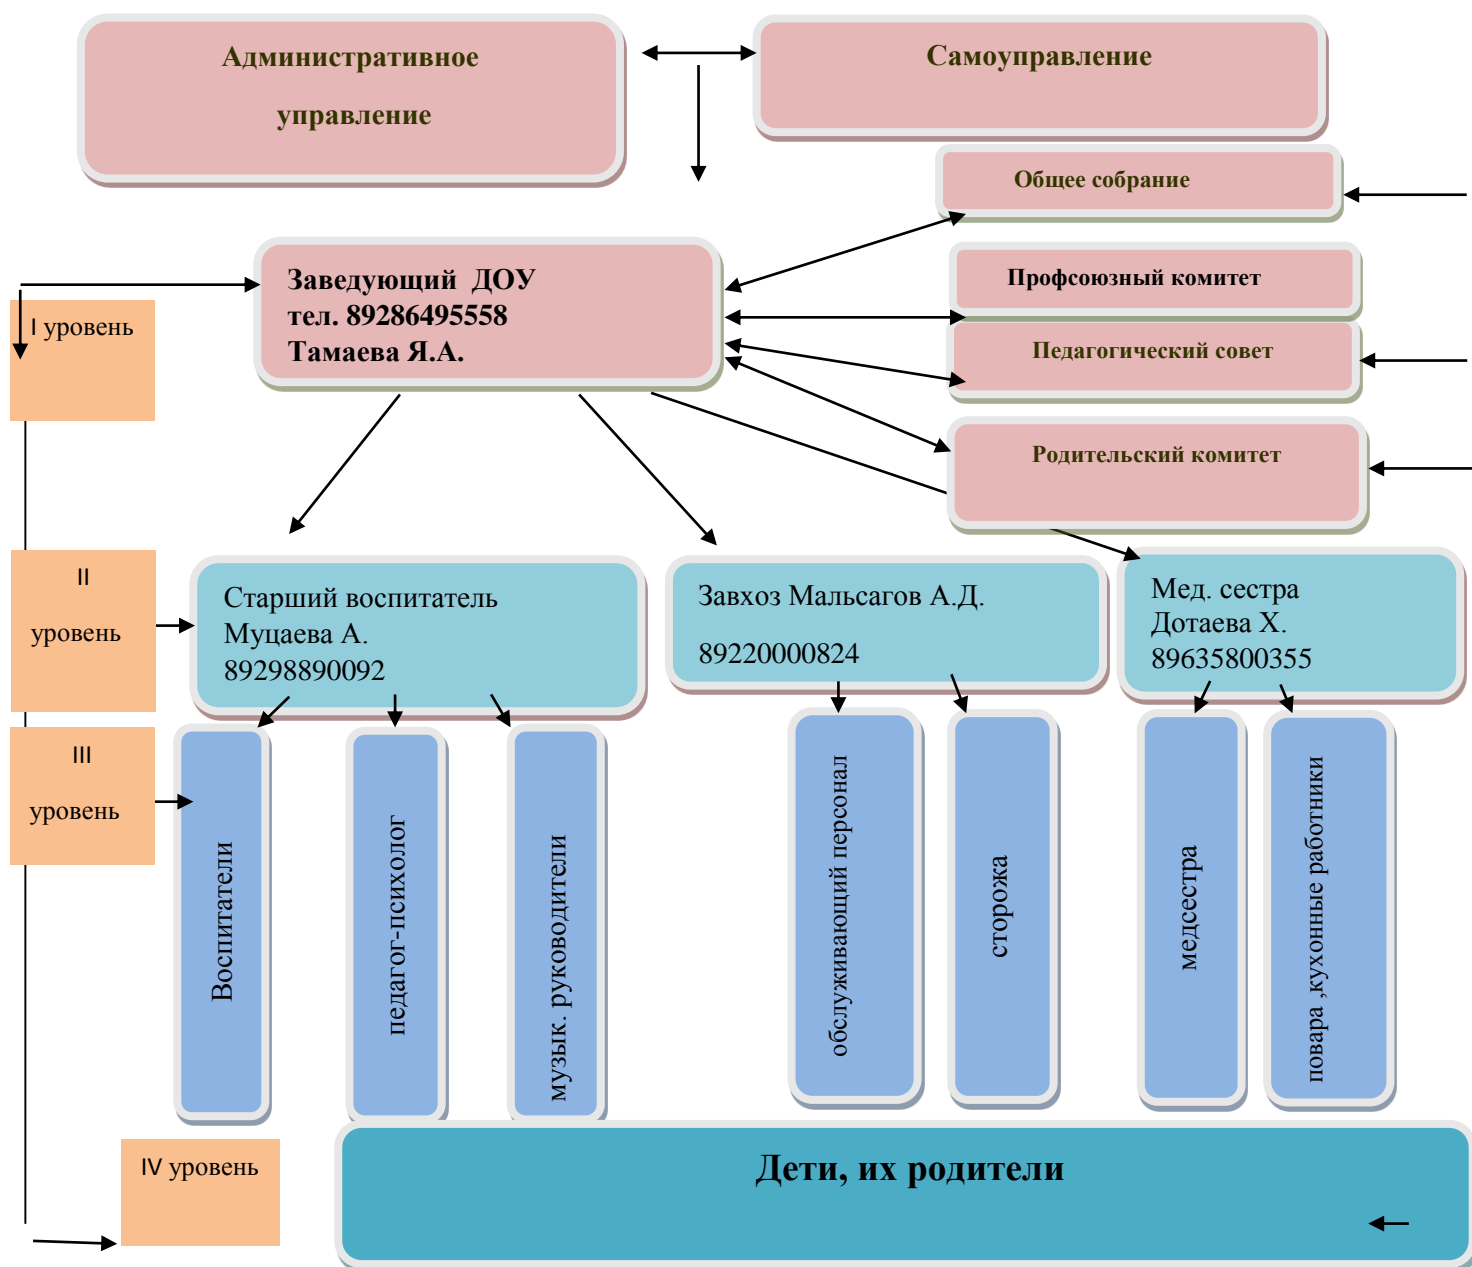 Административное
управление
Самоуправление
Общее собрание
Заведующий ДОУ
тел. 89286495558
Тамаева Я.А.
Профсоюзный комитет
Педагогический совет
Родительский комитет
I уровень
II
уровень
Старший воспитатель
Муцаева А.
89298890092
Завхоз Мальсагов А.Д.
89220000824
Мед. сестра
Дотаева Х.
89635800355
III
уровень
Воспитатели
педагог-психолог
музык. руководители
обслуживающий персонал
сторожа
медсестра
повара ,кухонные работники
IV уровень
Дети, их родители